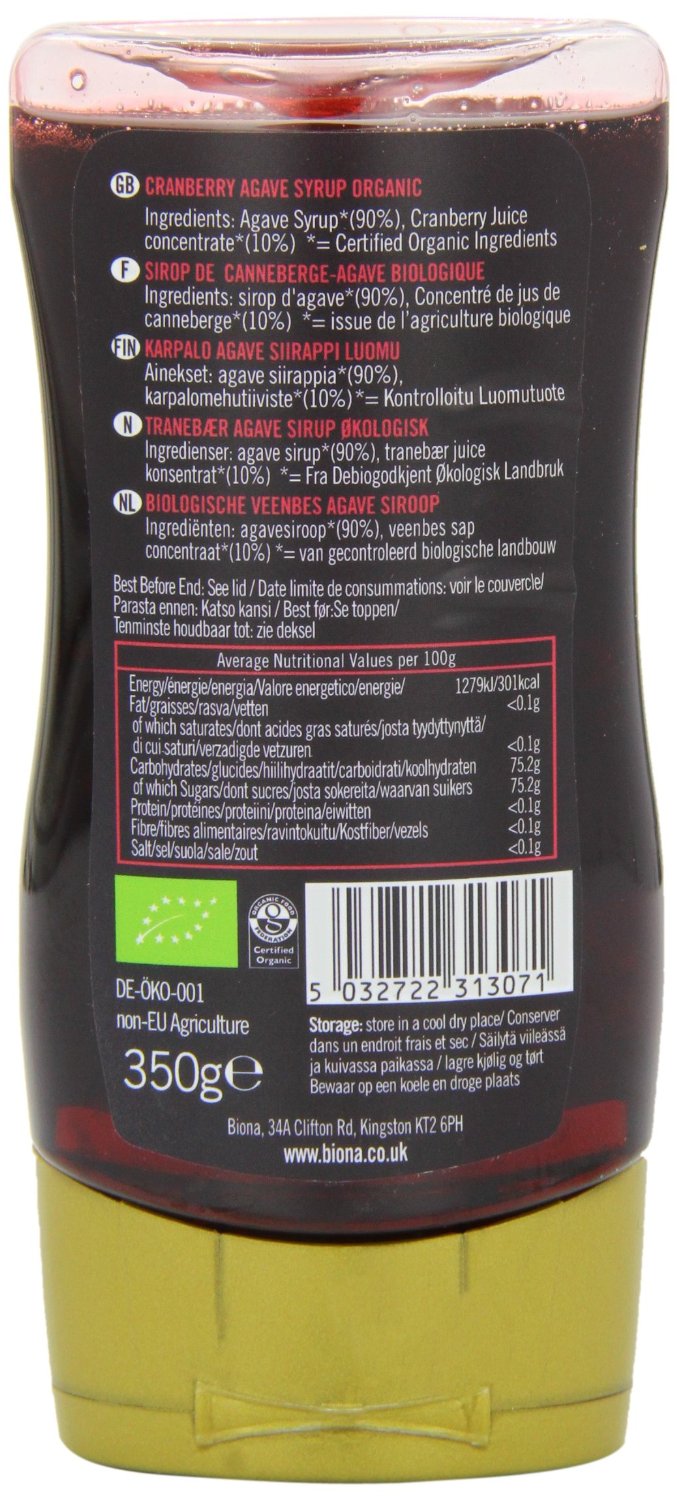 GB CRANBERRY AGAVE SYRUP ORGANIC
Ingredients: Agave Syrup*(90%), Cranberry Juice
concentrate*(10%) *= Certified Organic Ingredients
F SIROP DE CANNEBERGE-AGAVE BIOLOGIQUE
Ingredients: sirop d'agave*(90%), Concentré de jus de
canneberge*(10%) *= issue de l'agriculture biologique
FIN KARPALO AGAVE SIIRAPPI LUOMU
Ainekset: agave siirappia*(90%),
karpalomehutiiviste*(10%)*= Kontrolloitu Luomutuote
N TRANEBÆR AGAVE SIRUP ØKOLOGISK
Ingredienser: agave sirup*(90%), tranebær juice
konsentrat*(10%) *= Fra Debiogodkjent Økologisk Landbruk
NL BIOLOGISCHE VEENBES AGAVE SIROOP
Ingrediënten: agavesiroop*(90%), veenbes sap
concentraat*(10%) *= van gecontroleerd biologische landbouw
Best Before End: See lid / Date limite de consummations: voir le couvercle/
Parasta ennen: Katso kansi / Best før:Se toppen/
Tenminste houdbaar tot: zie deksel
Average Nutritional Values per 100g
Energy/énergie/energia/Valore energetico/energie/ 1279kJ/301kcal
Fat/graisses/rasva/vetten <0.1g
of which saturates/dont acides gras saturés/josta tyydyttynyttä/
di cui saturi/verzadigde vetzuren <0.1g
Carbohydrates/glucides/hiilihydraatit/carboidrati/koolhydraten 75.2g
of which Sugars/dont sucres/josta sokereita/waarvan suikers 75.2g
Protein/protéines/proteiini/proteina/eiwitten <0.1g
Fibre/fibres alimentaires/ravintokuitu/Kostfiber/vezels <0.1g
Salt/sel/suola/sale/zout <0.1g
ORGANIC FOOD FEDERATION
Certified
Organic
5 032722 313071
DE-ÖKO-001
non-EU Agriculture
350g℮
Storage: store in a cool dry place/ Conserver
dans un endroit frais et sec / Säilytä viileässä
ja kuivassa paikassa / lagre kjølig og tørt
Bewaar op een koele en droge plaats
Biona, 34A Clifton Rd, Kingston KT2 6PH
www.biona.co.uk